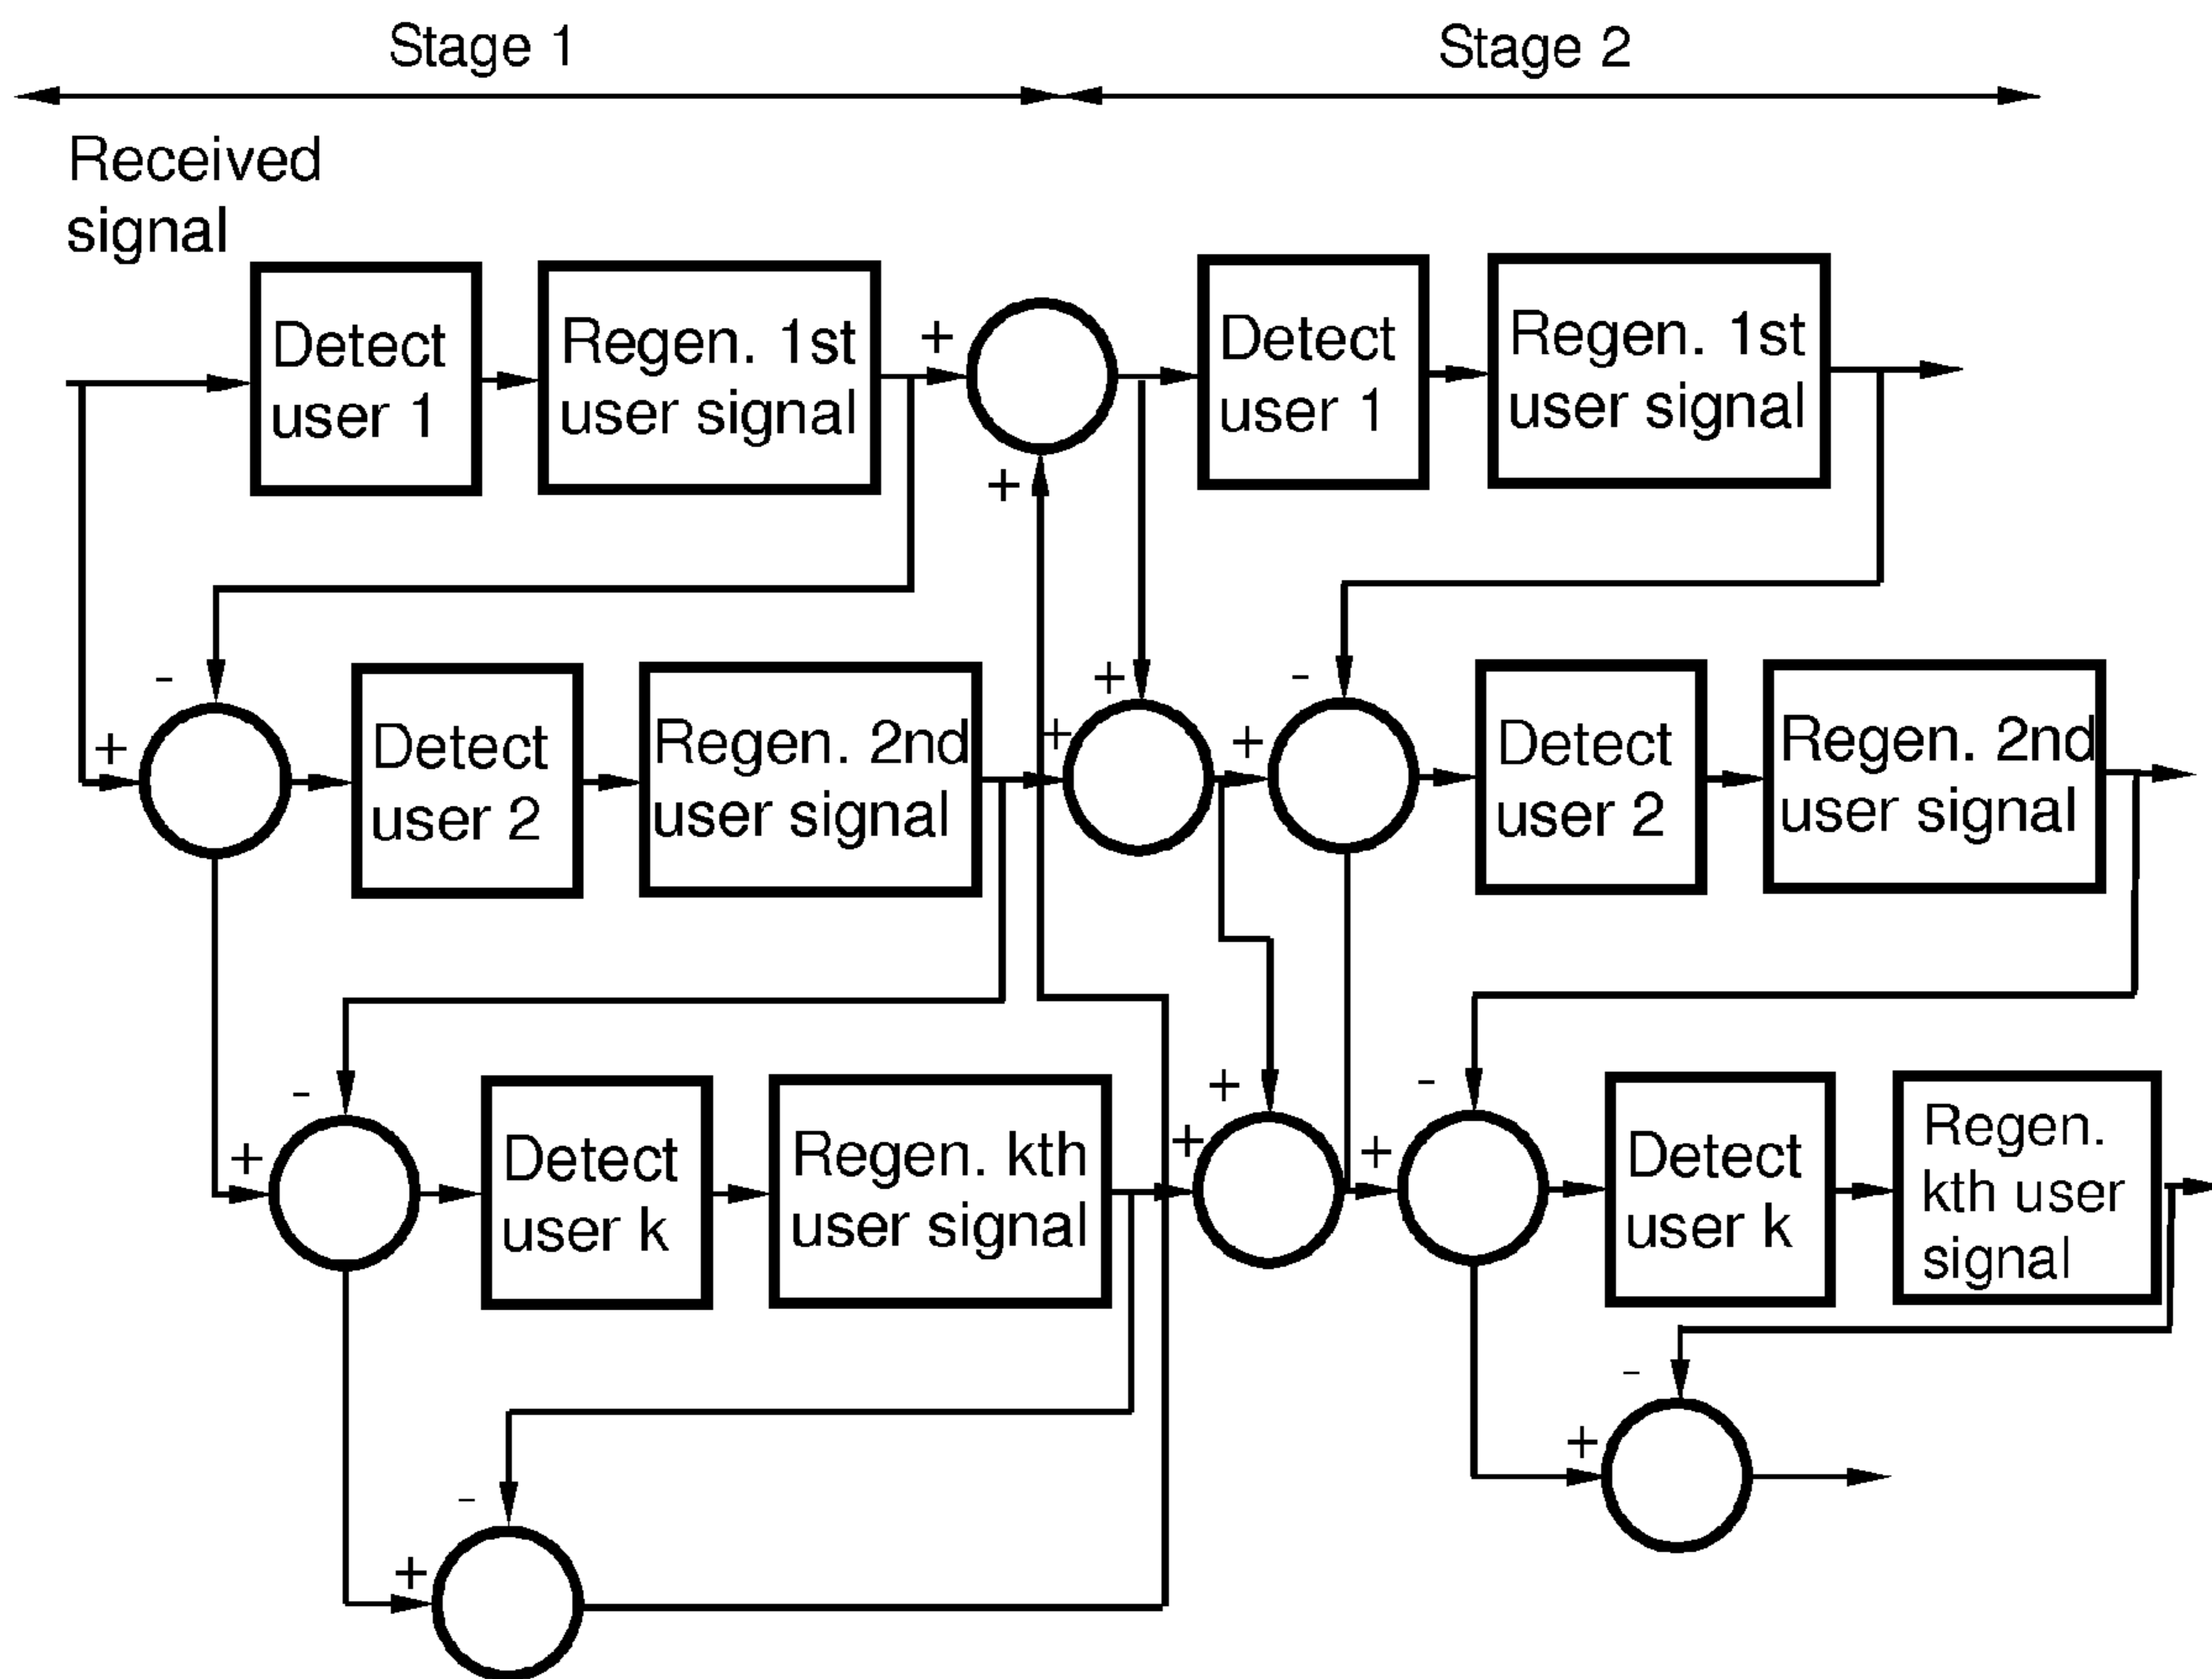 Stage 1
Stage 2
Received
signal
Detect
user 1
Regen. 1st
user signal
+
+
Detect
user 1
Regen. 1st
user signal
-
+
Detect
user 2
Regen. 2nd
user signal
+
+
+
-
Detect
user 2
Regen. 2nd
user signal
-
+
Detect
user k
Regen. kth
user signal
+
+
+
-
Detect
user k
Regen.
kth user
signal
-
+
-
+